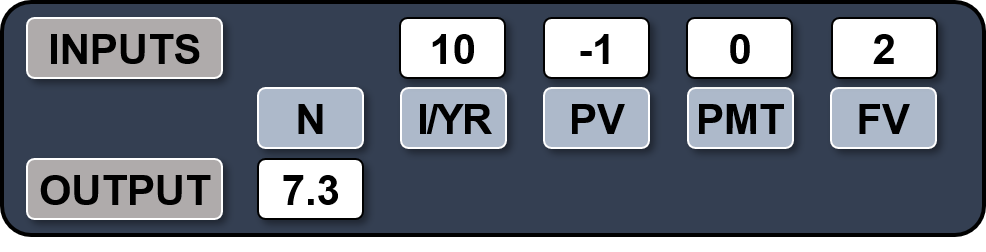 INPUTS 10 -1 0 2
N I/YR PV PMT FV
OUTPUT 7.3